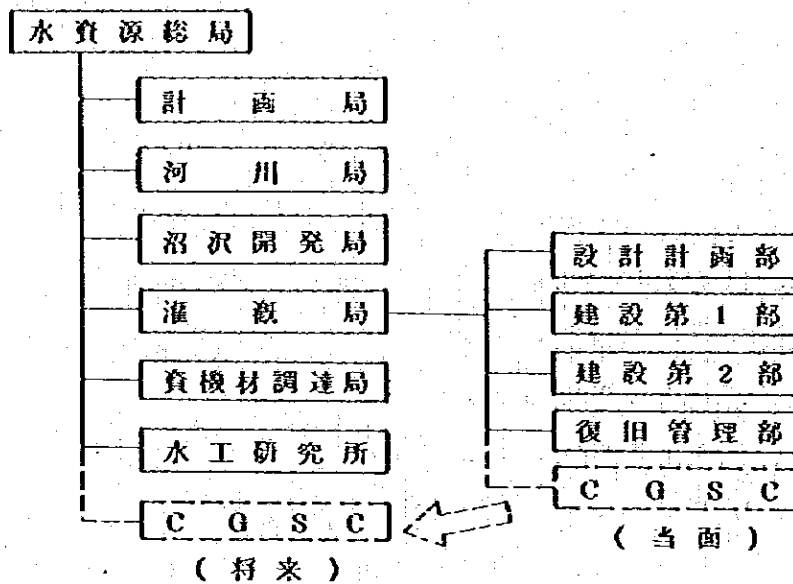 水資源総局
計画局
河川局
沼沢開発局
灌漑局
資機材調達局
水工研究所
CGSC
(将来)
設計計画部
建設第1部
建設第2部
復旧管理部
CGSC
(当面)